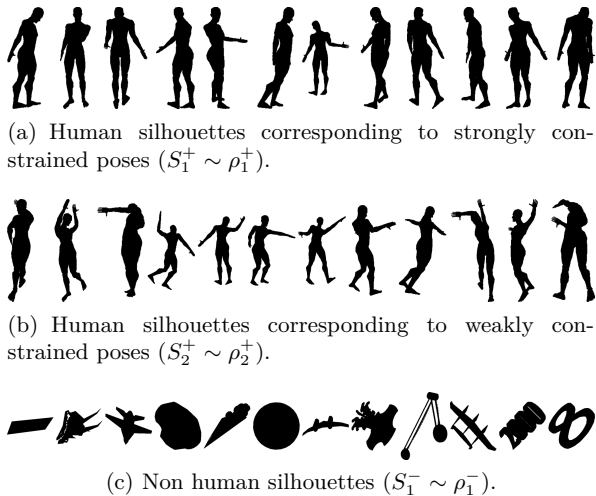 (a) Human silhouettes corresponding to strongly con-
strained poses (S₁⁺ ∼ ρ₁⁺).
(b) Human silhouettes corresponding to weakly con-
strained poses (S₂⁺ ∼ ρ₂⁺).
(c) Non human silhouettes (S₁⁻ ∼ ρ₁⁻).